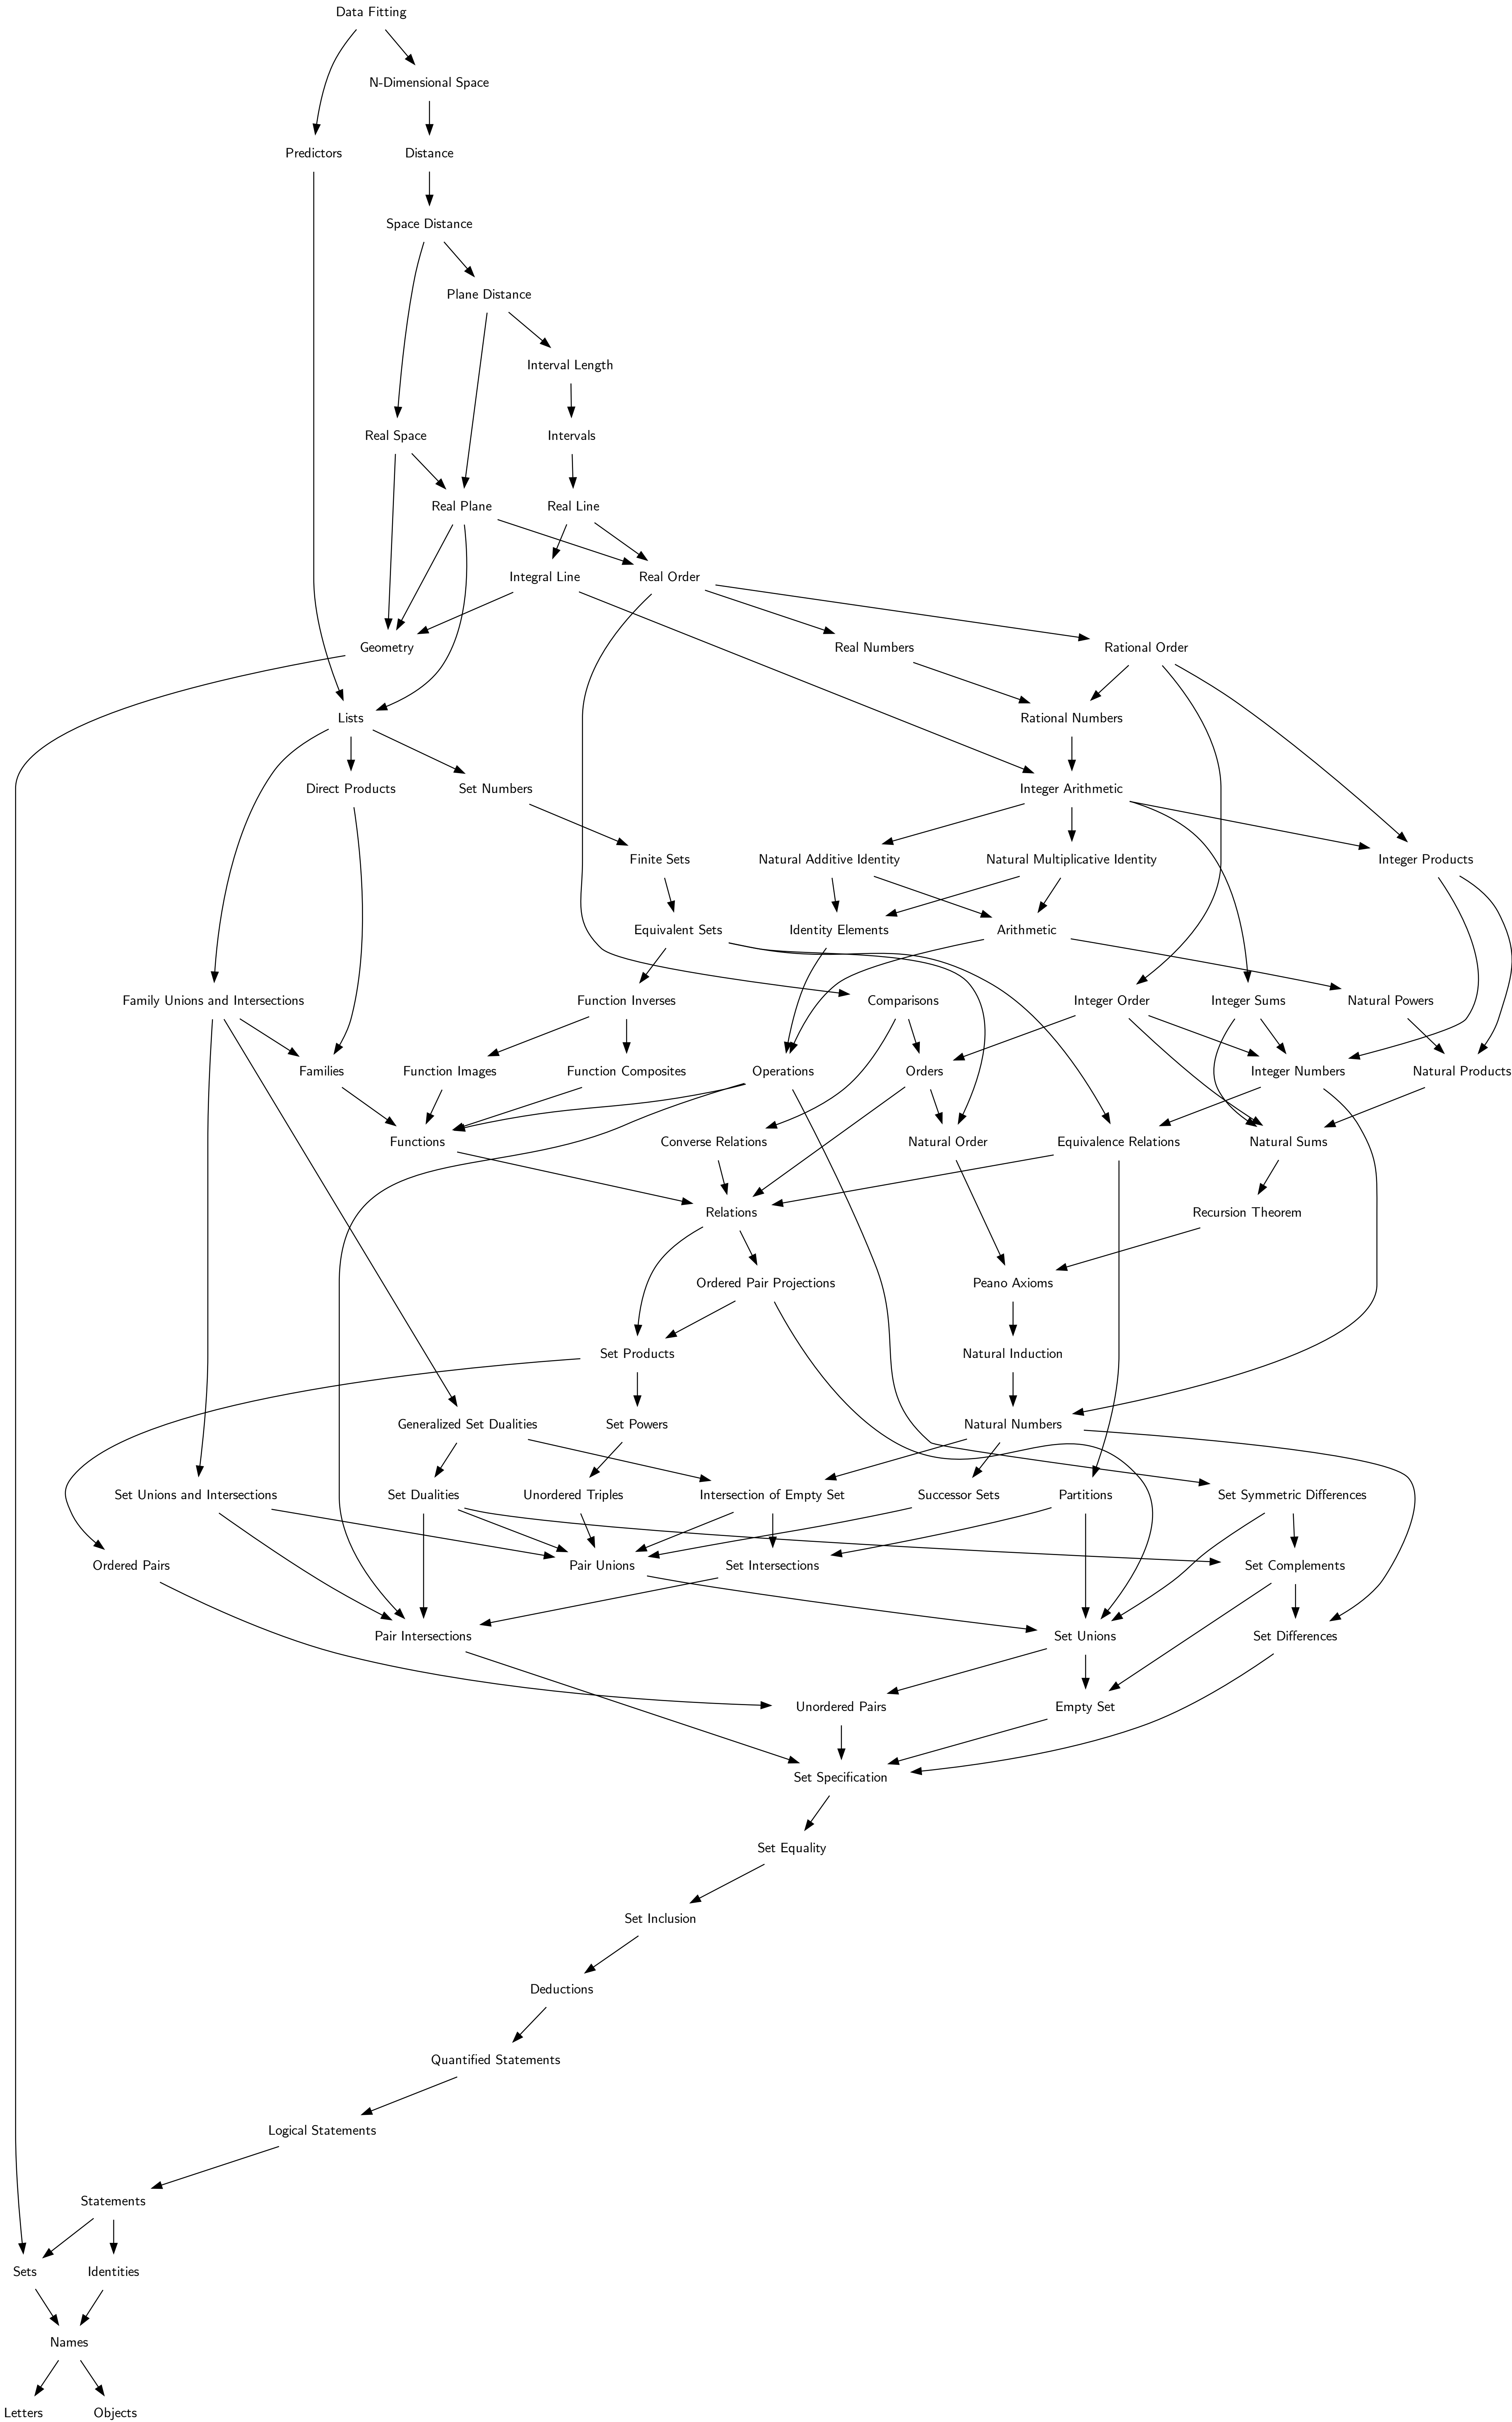 Data Fitting
N-Dimensional Space
Predictors
Distance
Space Distance
Plane Distance
Interval Length
Real Space
Intervals
Real Plane
Real Line
Integral Line
Real Order
Geometry
Real Numbers
Rational Order
Lists
Rational Numbers
Direct Products
Set Numbers
Integer Arithmetic
Finite Sets
Natural Additive Identity
Natural Multiplicative Identity
Integer Products
Equivalent Sets
Identity Elements
Arithmetic
Family Unions and Intersections
Function Inverses
Comparisons
Integer Order
Integer Sums
Natural Powers
Families
Function Images
Function Composites
Operations
Orders
Integer Numbers
Natural Products
Functions
Converse Relations
Natural Order
Equivalence Relations
Natural Sums
Relations
Recursion Theorem
Ordered Pair Projections
Peano Axioms
Set Products
Natural Induction
Generalized Set Dualities
Set Powers
Natural Numbers
Set Unions and Intersections
Set Dualities
Unordered Triples
Intersection of Empty Set
Successor Sets
Partitions
Set Symmetric Differences
Ordered Pairs
Pair Unions
Set Intersections
Set Complements
Pair Intersections
Set Unions
Set Differences
Unordered Pairs
Empty Set
Set Specification
Set Equality
Set Inclusion
Deductions
Quantified Statements
Logical Statements
Statements
Sets
Identities
Names
Letters
Objects